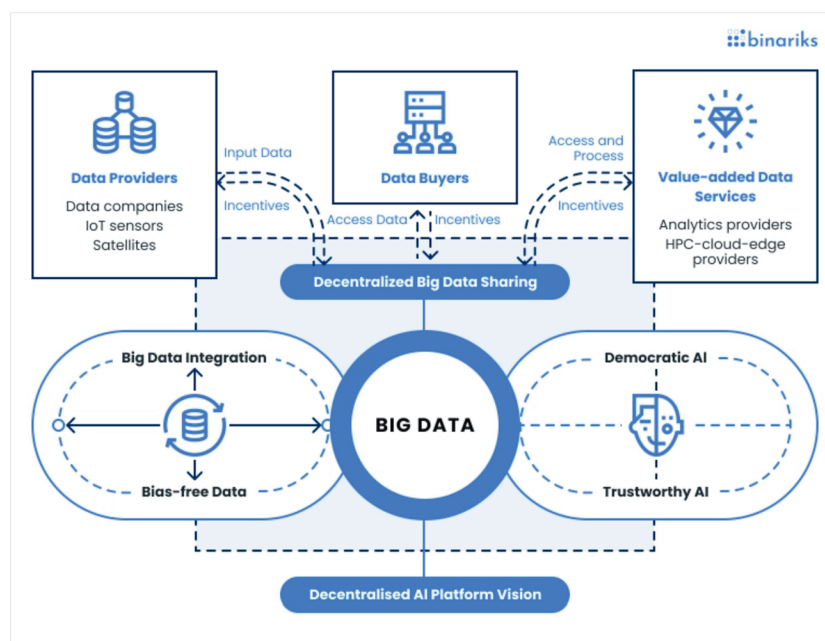 binariks
Data Providers
Data companies
IoT sensors
Satellites
Input Data
Incentives
Data Buyers
Access Data
Incentives
Access and
Process
Incentives
Value-added Data
Services
Analytics providers
HPC-cloud-edge
providers
Decentralized Big Data Sharing
Big Data Integration
Bias-free Data
BIG DATA
Democratic AI
Trustworthy AI
Decentralised AI Platform Vision